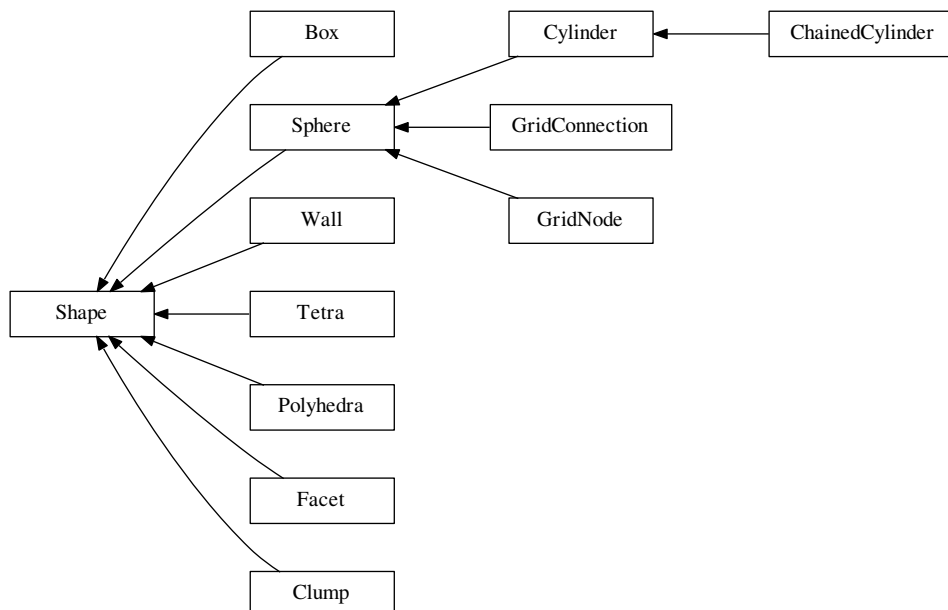 Box
Cylinder
ChainedCylinder
Sphere
GridConnection
Wall
GridNode
Shape
Tetra
Polyhedra
Facet
Clump